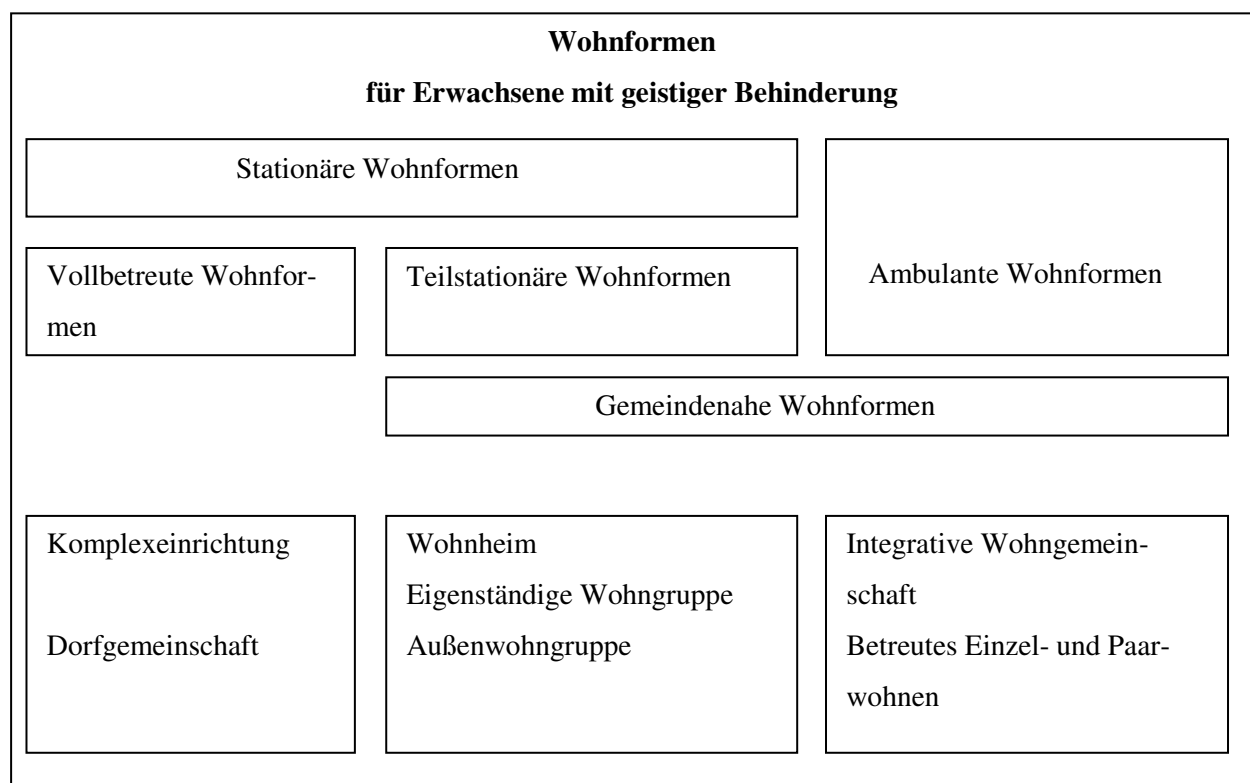 Wohnformen
für Erwachsene mit geistiger Behinderung
Stationäre Wohnformen
Ambulante Wohnformen
Vollbetreute Wohnfor-
men
Teilstationäre Wohnformen
Gemeindenahe Wohnformen
Komplexeinrichtung
Dorfgemeinschaft
Wohnheim
Eigenständige Wohngruppe
Außenwohngruppe
Integrative Wohngemein-
schaft
Betreutes Einzel- und Paar-
wohnen